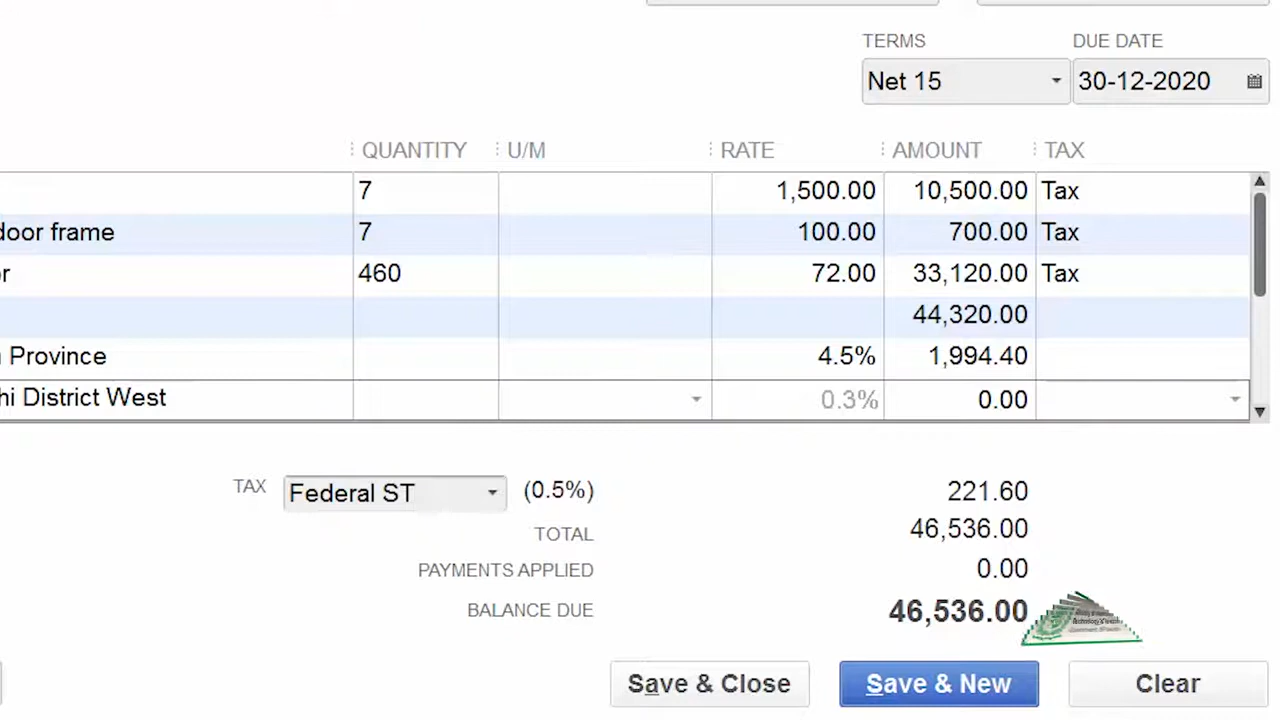 TERMS DUE DATE
Net 15 30-12-2020
QUANTITY U/M RATE AMOUNT TAX
7 1,500.00 10,500.00 Tax
door frame 7 100.00 700.00 Tax
r 460 72.00 33,120.00 Tax
44,320.00
n Province 4.5% 1,994.40
hi District West 0.3% 0.00
TAX Federal ST (0.5%) 221.60
TOTAL 46,536.00
PAYMENTS APPLIED 0.00
BALANCE DUE 46,536.00
Save & Close Save & New Clear